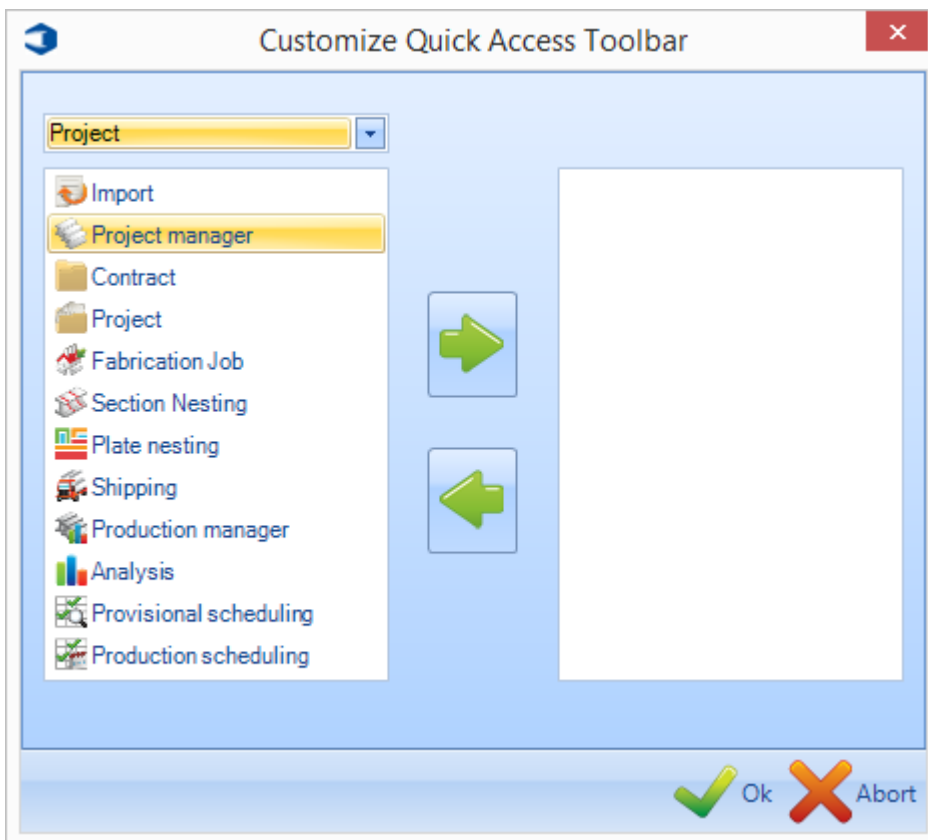 Customize Quick Access Toolbar
Project
Import
Project manager
Contract
Project
Fabrication Job
Section Nesting
Plate nesting
Shipping
Production manager
Analysis
Provisional scheduling
Production scheduling
Ok Abort